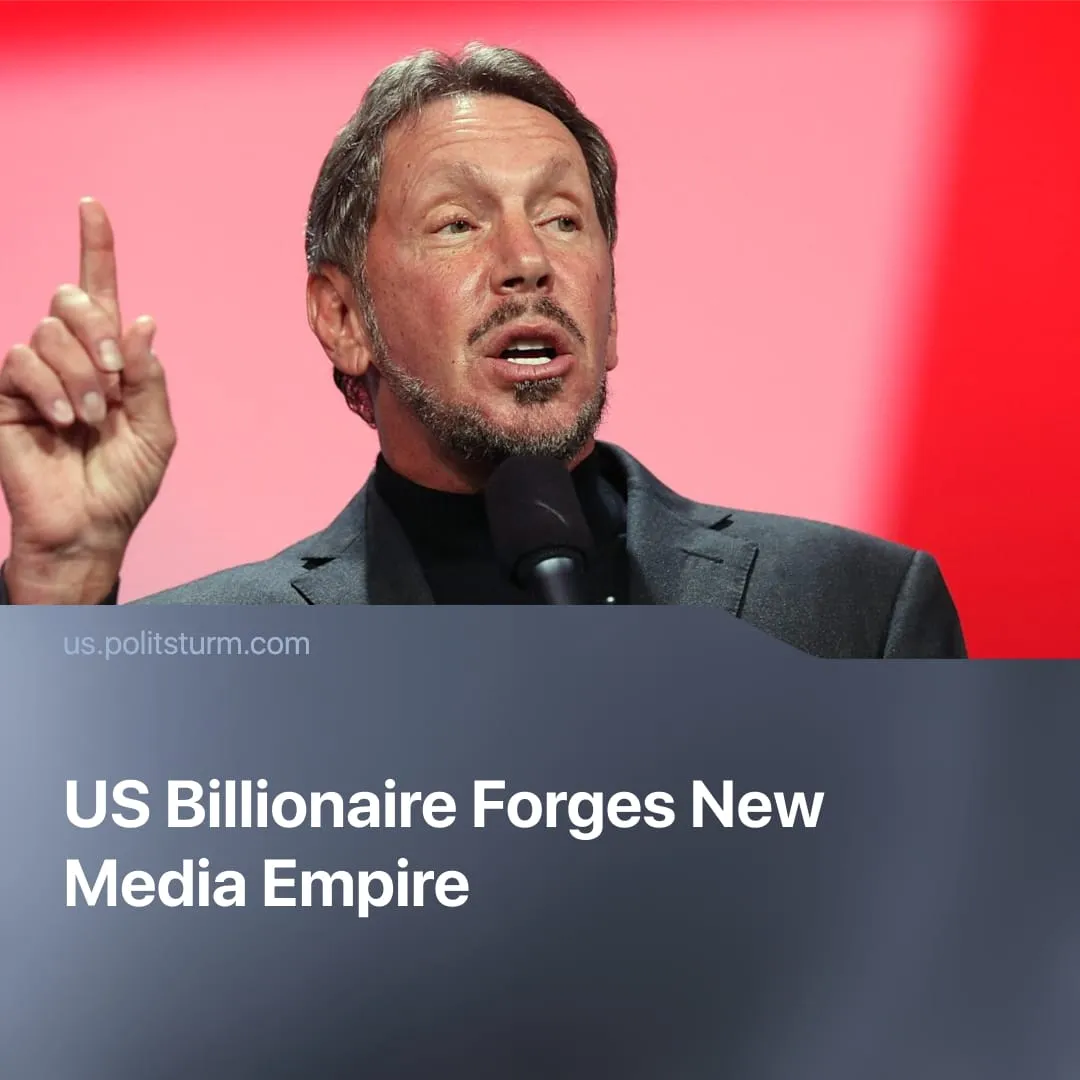 us.politsturm.com
US Billionaire Forges New
Media Empire